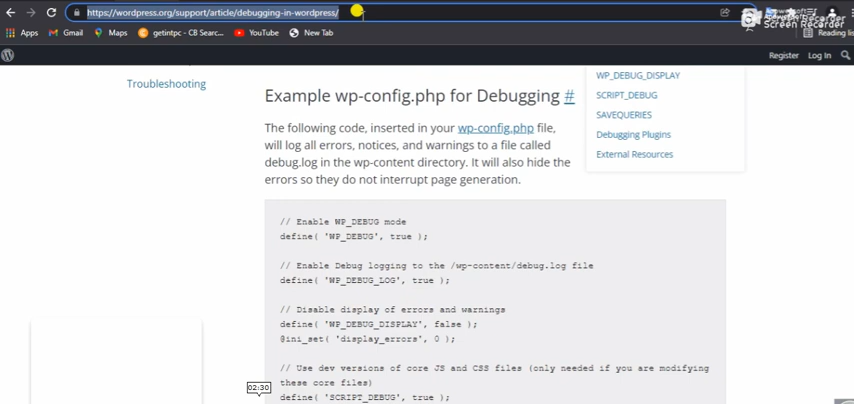 https://wordpress.org/support/article/debugging-in-wordpress/
Screen Recorder
Apps
Gmail
Maps
getintpc - CB Searc...
YouTube
New Tab
Reading list
Register
Log In
Troubleshooting
Example wp-config.php for Debugging #
The following code, inserted in your wp-config.php file,
will log all errors, notices, and warnings to a file called
debug.log in the wp-content directory. It will also hide the
errors so they do not interrupt page generation.
WP_DEBUG_DISPLAY
SCRIPT_DEBUG
SAVEQUERIES
Debugging Plugins
External Resources
// Enable WP_DEBUG mode
define( 'WP_DEBUG', true );
// Enable Debug logging to the /wp-content/debug.log file
define( 'WP_DEBUG_LOG', true );
// Disable display of errors and warnings
define( 'WP_DEBUG_DISPLAY', false );
@ini_set( 'display_errors', 0 );
// Use dev versions of core JS and CSS files (only needed if you are modifying
these core files)
define( 'SCRIPT_DEBUG', true );
02:30